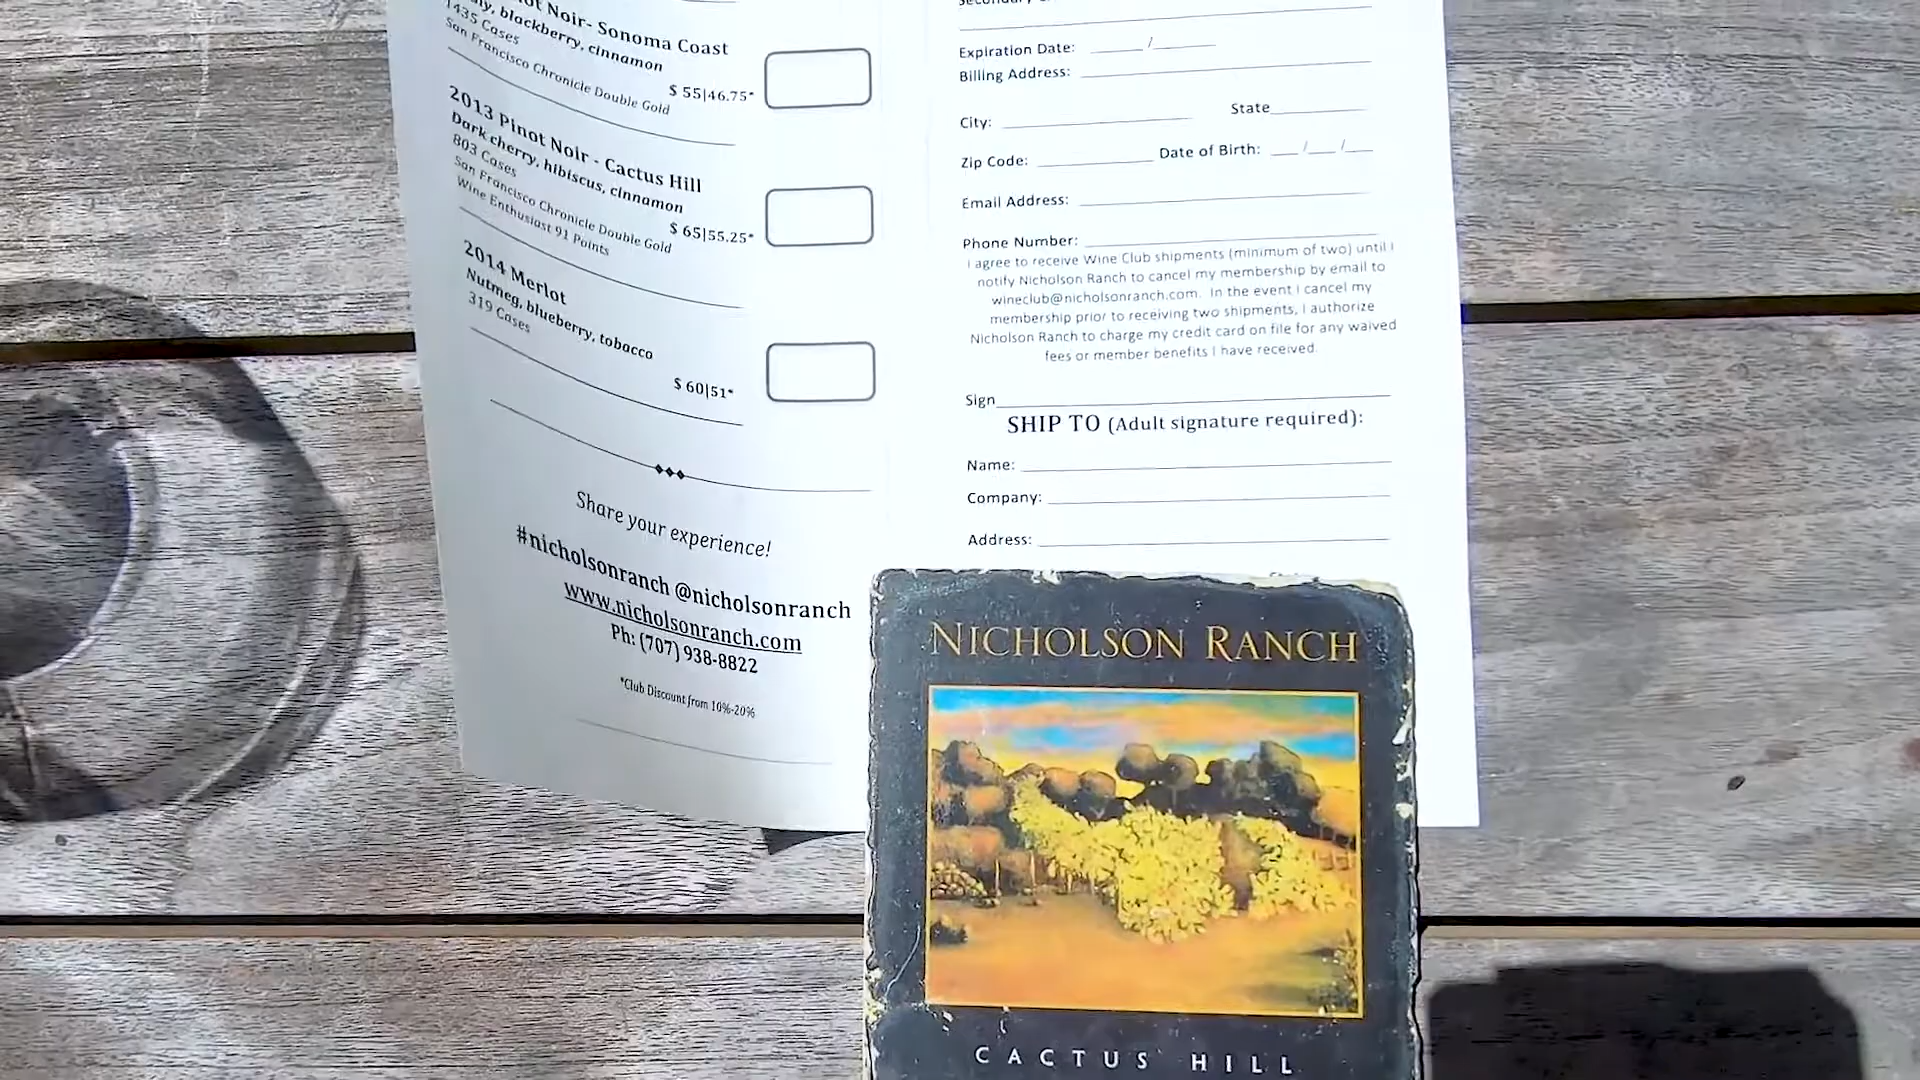 Noir- Sonoma Coast
blackberry, cinnamon
1435 Cases
$ 55|46.75*
San Francisco Chronicle Double Gold
2013 Pinot Noir - Cactus Hill
Dark cherry, hibiscus, cinnamon
803 Cases
$ 65|55.25*
San Francisco Chronicle Double Gold
Wine Enthusiast 91 Points
2014 Merlot
Nutmeg, blueberry, tobacco
319 Cases
$ 60|51*
Share your experience!
#nicholsonranch @nicholsonranch
www.nicholsonranch.com
Ph: (707) 938-8822
*Club Discount from 10%-20%
Expiration Date: ______/_______
Billing Address:
City: State
Zip Code: Date of Birth: ___/___/___
Email Address:
Phone Number:
I agree to receive Wine Club shipments (minimum of two) until I
notify Nicholson Ranch to cancel my membership by email to
wineclub@nicholsonranch.com. In the event I cancel my
membership prior to receiving two shipments, I authorize
Nicholson Ranch to charge my credit card on file for any waived
fees or member benefits I have received.
Sign
SHIP TO (Adult signature required):
Name:
Company:
Address:
NICHOLSON RANCH
CACTUS HILL